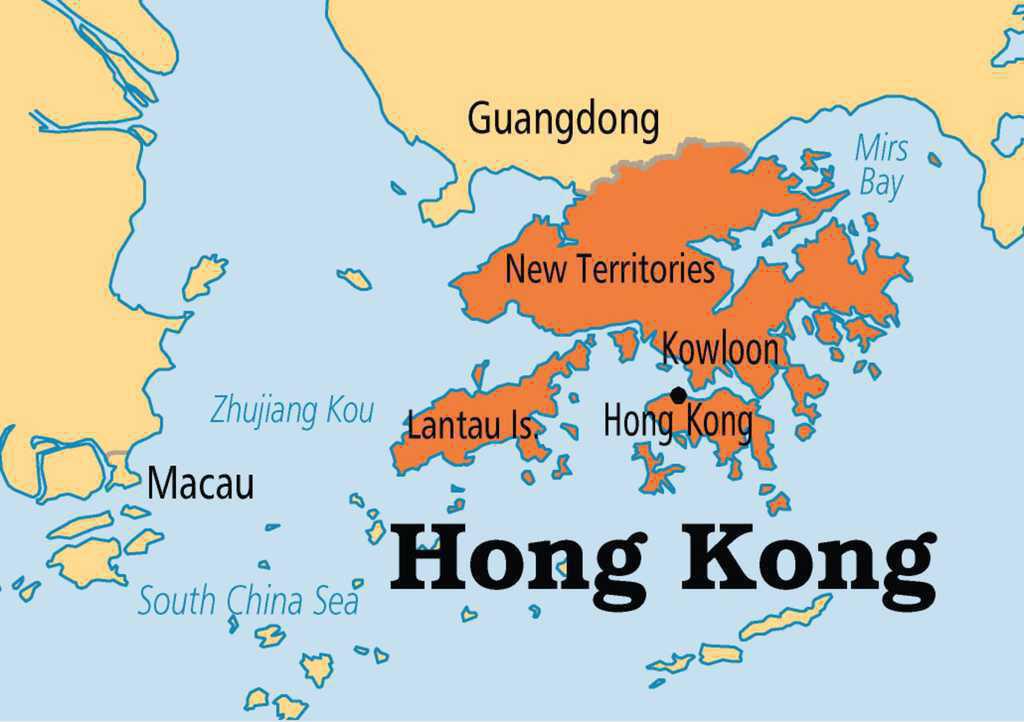 Guangdong
Mirs
Bay
New Territories
Kowloon
Zhujiang Kou
Lantau Is.
Hong Kong
Macau
Hong Kong
South China Sea